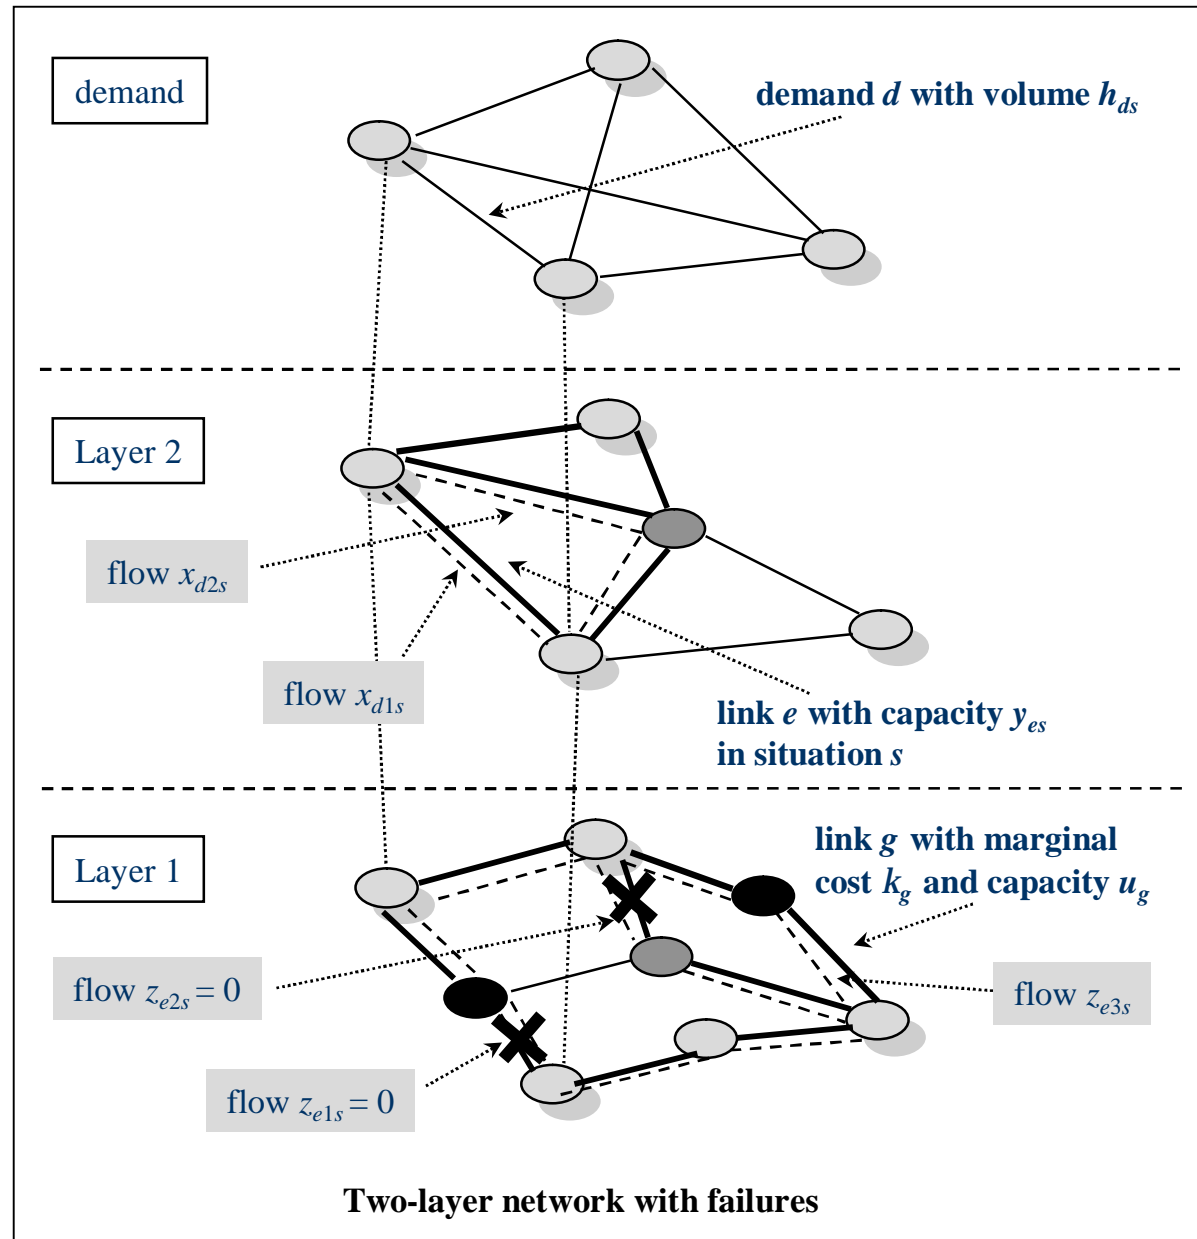 demand
demand d with volume h_ds
Layer 2
flow x_d2s
flow x_d1s
link e with capacity y_es
in situation s
Layer 1
link g with marginal
cost k_g and capacity u_g
flow z_e2s = 0
flow z_e3s
flow z_e1s = 0
Two-layer network with failures